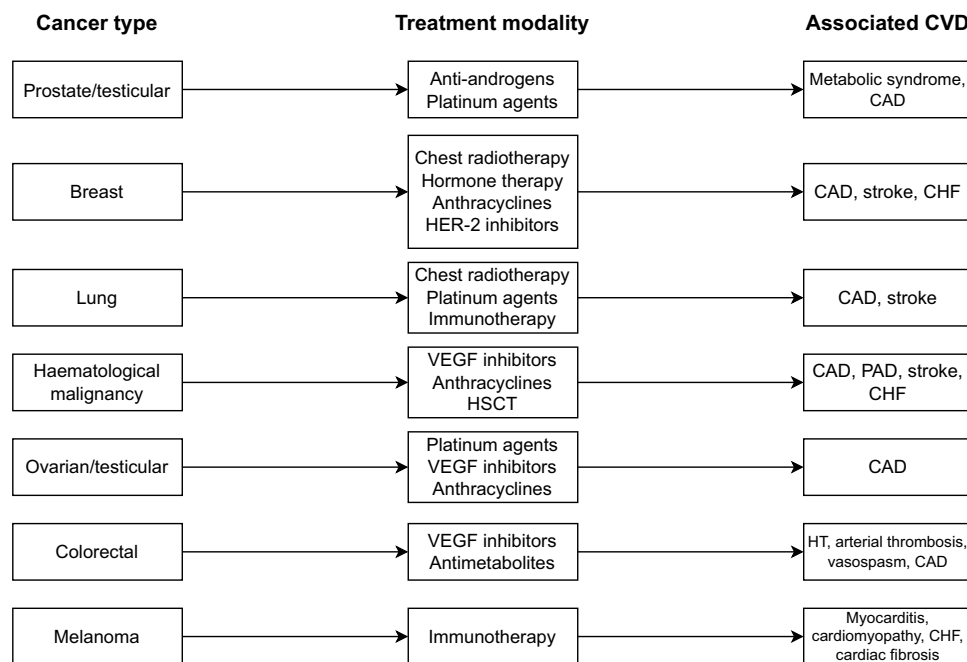 Cancer type
Treatment modality
Associated CVD
Prostate/testicular
Anti-androgens
Platinum agents
Metabolic syndrome,
CAD
Breast
Chest radiotherapy
Hormone therapy
Anthracyclines
HER-2 inhibitors
CAD, stroke, CHF
Lung
Chest radiotherapy
Platinum agents
Immunotherapy
CAD, stroke
Haematological
malignancy
VEGF inhibitors
Anthracyclines
HSCT
CAD, PAD, stroke,
CHF
Ovarian/testicular
Platinum agents
VEGF inhibitors
Anthracyclines
CAD
Colorectal
VEGF inhibitors
Antimetabolites
HT, arterial thrombosis,
vasospasm, CAD
Melanoma
Immunotherapy
Myocarditis,
cardiomyopathy, CHF,
cardiac fibrosis